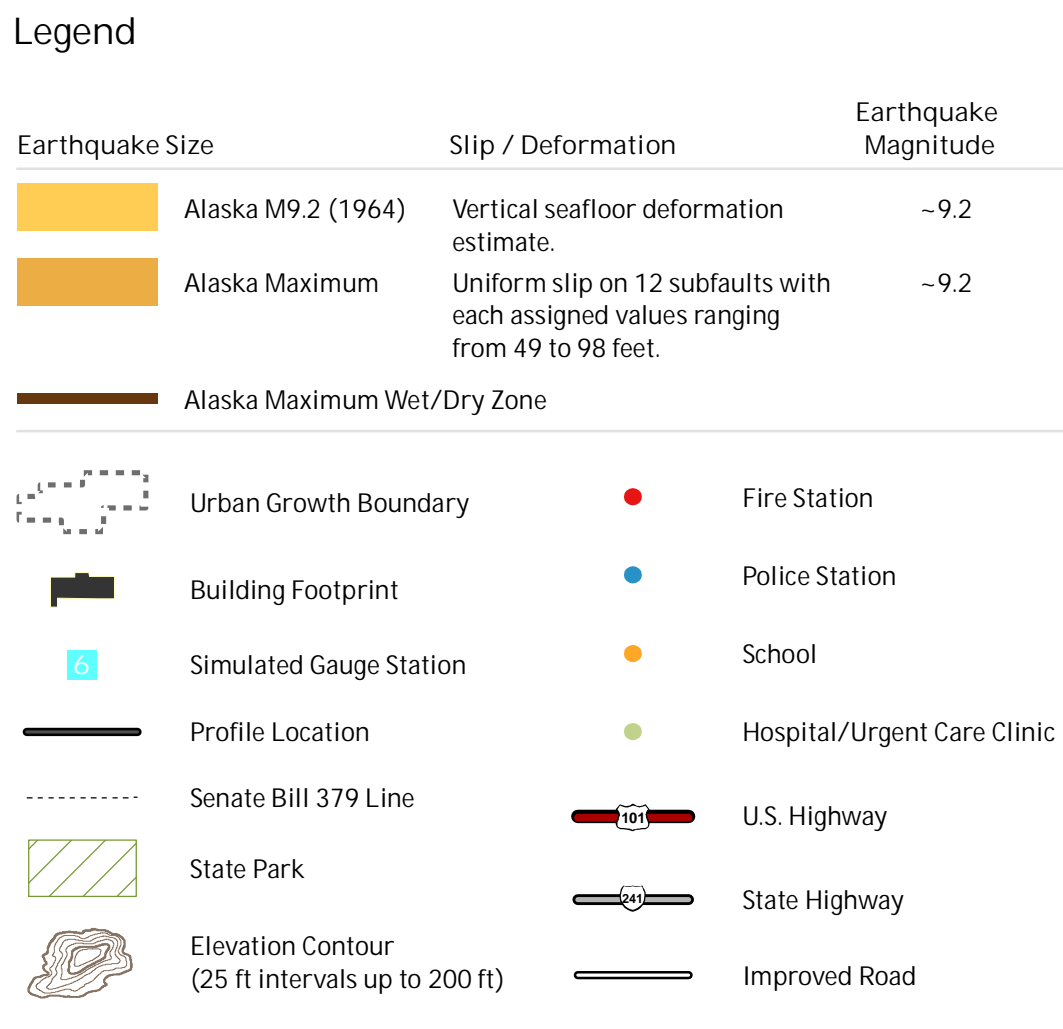 Legend
Earthquake Size
Slip / Deformation
Earthquake
Magnitude
Alaska M9.2 (1964)
Vertical seafloor deformation
estimate.
~9.2
Alaska Maximum
Uniform slip on 12 subfaults with
each assigned values ranging
from 49 to 98 feet.
~9.2
Alaska Maximum Wet/Dry Zone
Urban Growth Boundary
Building Footprint
6
Simulated Gauge Station
Profile Location
Senate Bill 379 Line
State Park
Elevation Contour
(25 ft intervals up to 200 ft)
Fire Station
Police Station
School
Hospital/Urgent Care Clinic
101
U.S. Highway
241
State Highway
Improved Road